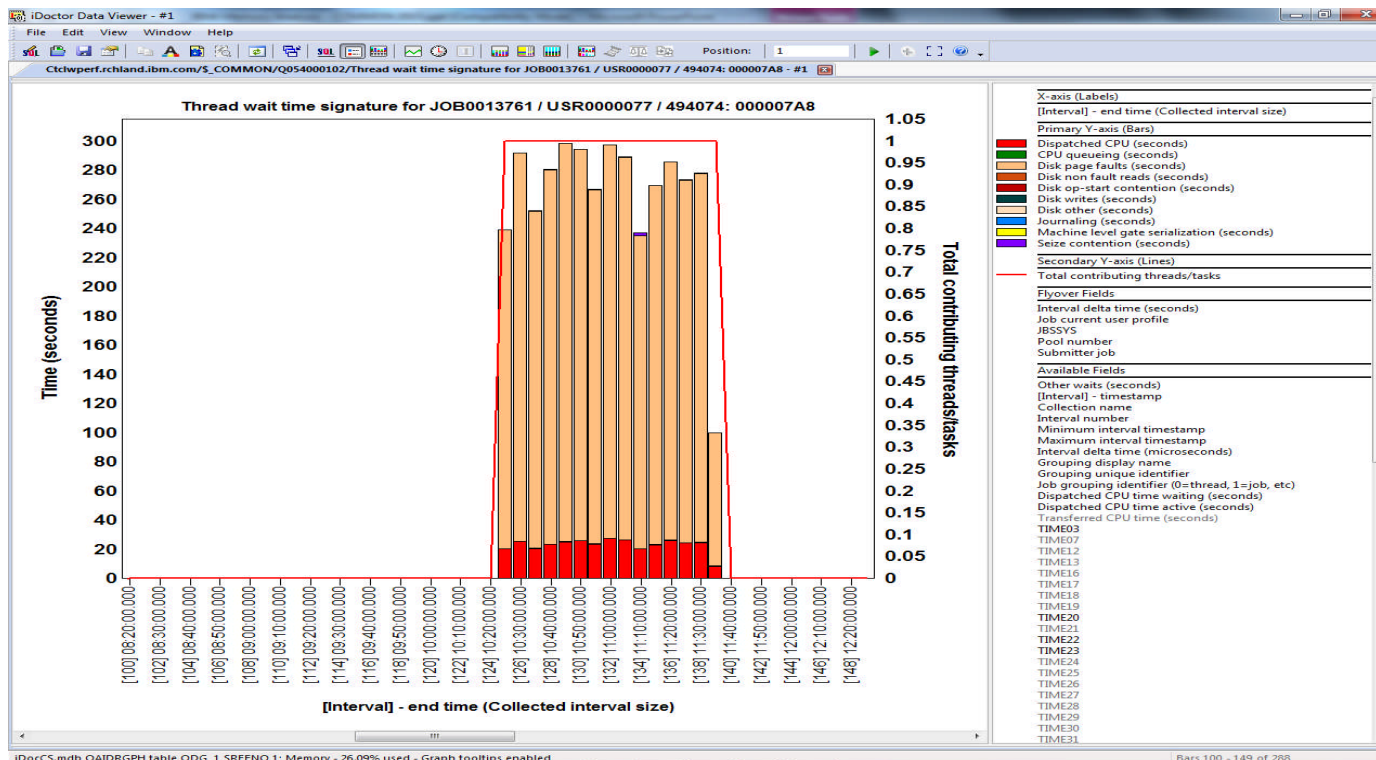 iDoctor Data Viewer - #1
File Edit View Window Help
SQL Position: 1
Ctclwperf.rchland.ibm.com/$_COMMON/Q054000102/Thread wait time signature for JOB0013761 / USR0000077 / 494074: 000007A8 - #1
Thread wait time signature for JOB0013761 / USR0000077 / 494074: 000007A8
Time (seconds)
300
280
260
240
220
200
180
160
140
120
100
80
60
40
20
0
1.05
1
0.95
0.9
0.85
0.8
0.75
0.7
0.65
0.6
0.55
0.5
0.45
0.4
0.35
0.3
0.25
0.2
0.15
0.1
0.05
0
Total contributing threads/tasks
[100] 08:20:00.000
[102] 08:30:00.000
[104] 08:40:00.000
[106] 08:50:00.000
[108] 09:00:00.000
[110] 09:10:00.000
[112] 09:20:00.000
[114] 09:30:00.000
[116] 09:40:00.000
[118] 09:50:00.000
[120] 10:00:00.000
[122] 10:10:00.000
[124] 10:20:00.000
[126] 10:30:00.000
[128] 10:40:00.000
[130] 10:50:00.000
[132] 11:00:00.000
[134] 11:10:00.000
[136] 11:20:00.000
[138] 11:30:00.000
[140] 11:40:00.000
[142] 11:50:00.000
[144] 12:00:00.000
[146] 12:10:00.000
[148] 12:20:00.000
[Interval] - end time (Collected interval size)
X-axis (Labels)
[Interval] - end time (Collected interval size)
Primary Y-axis (Bars)
Dispatched CPU (seconds)
CPU queueing (seconds)
Disk page faults (seconds)
Disk non fault reads (seconds)
Disk op-start contention (seconds)
Disk writes (seconds)
Disk other (seconds)
Journaling (seconds)
Machine level gate serialization (seconds)
Seize contention (seconds)
Secondary Y-axis (Lines)
Total contributing threads/tasks
Flyover Fields
Interval delta time (seconds)
Job current user profile
JBSSYS
Pool number
Submitter job
Available Fields
Other waits (seconds)
[Interval] - timestamp
Collection name
Interval number
Minimum interval timestamp
Maximum interval timestamp
Interval delta time (microseconds)
Grouping display name
Grouping unique identifier
Job grouping identifier (0=thread, 1=job, etc)
Dispatched CPU time waiting (seconds)
Dispatched CPU time active (seconds)
Transferred CPU time (seconds)
TIME03
TIME07
TIME12
TIME13
TIME16
TIME17
TIME18
TIME19
TIME20
TIME21
TIME22
TIME23
TIME24
TIME25
TIME26
TIME27
TIME28
TIME29
TIME30
TIME31
iDocCS.mdb QAIDRGPH table ODG_1 SREFNO 1: Memory - 26.09% used - Graph tooltips enabled
Bars 100 - 149 of 288